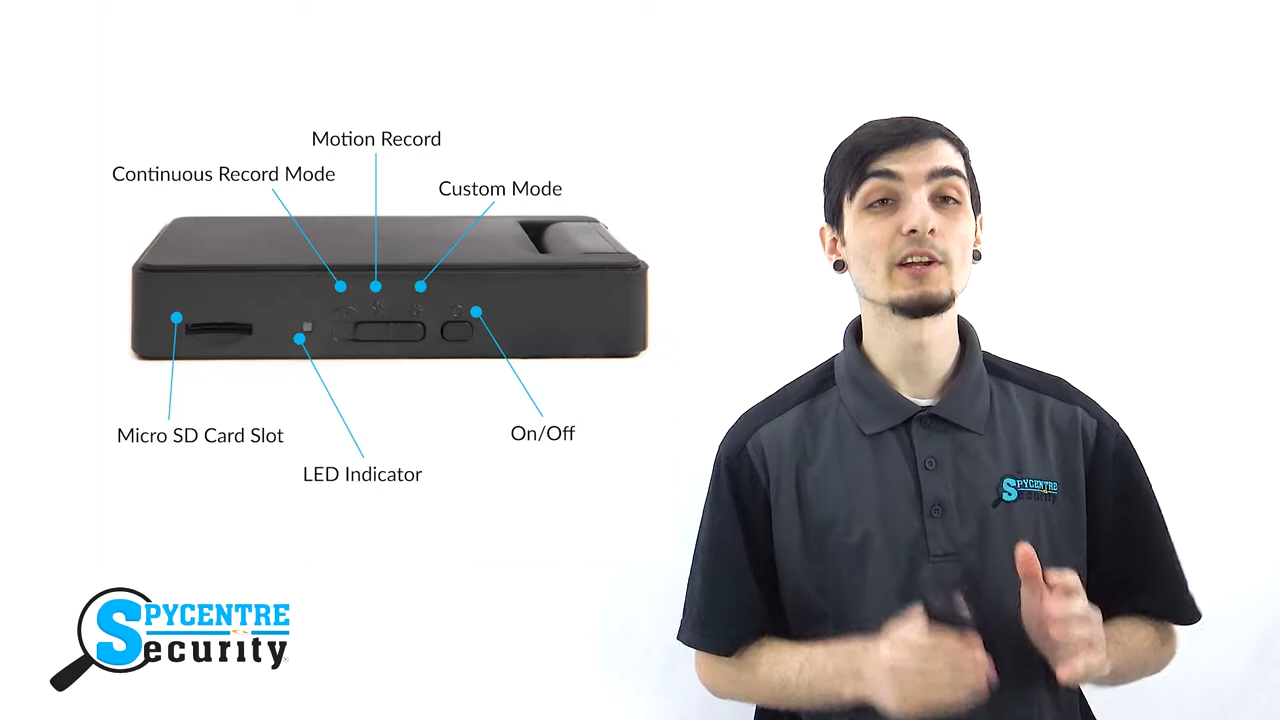 Motion Record
Continuous Record Mode
Custom Mode
Micro SD Card Slot
On/Off
LED Indicator
SPYCENTRE
Security
SPYCENTRE
Security